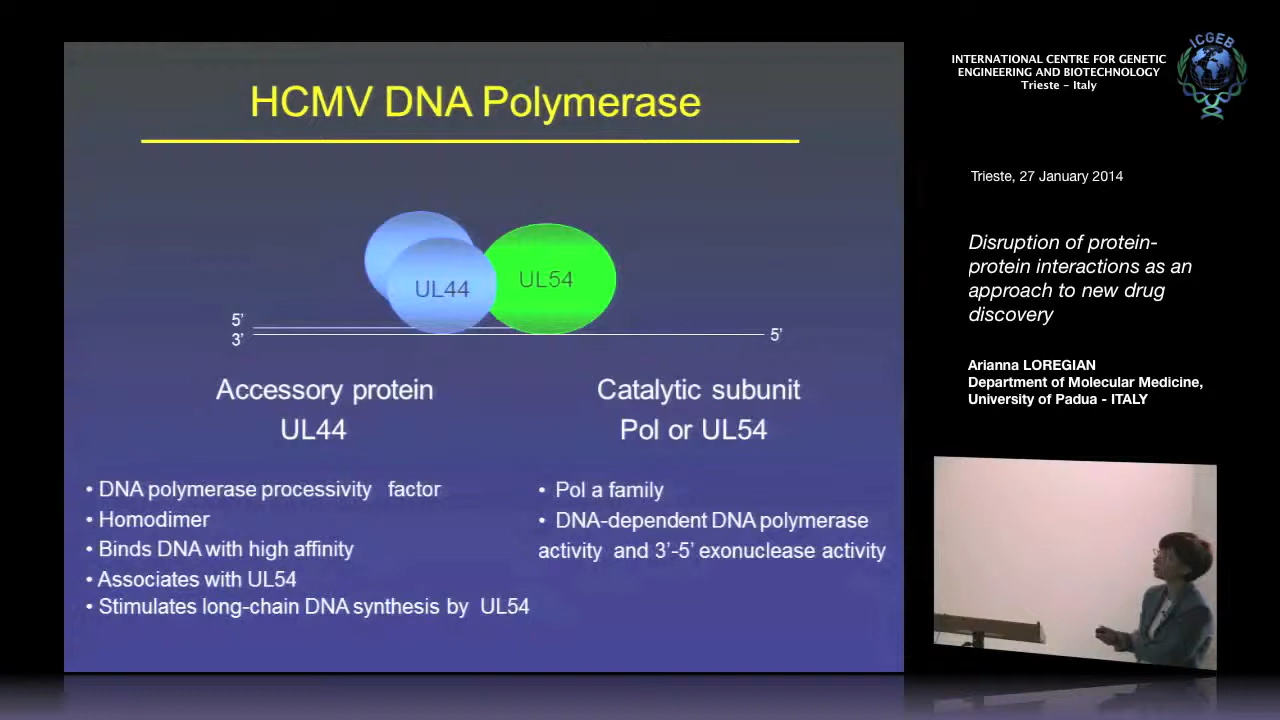 HCMV DNA Polymerase
UL44
UL54
5’
3’
5’
Accessory protein
UL44
• DNA polymerase processivity factor
• Homodimer
• Binds DNA with high affinity
• Associates with UL54
• Stimulates long-chain DNA synthesis by UL54
Catalytic subunit
Pol or UL54
• Pol a family
• DNA-dependent DNA polymerase
activity and 3’-5’ exonuclease activity
INTERNATIONAL CENTRE FOR GENETIC
ENGINEERING AND BIOTECHNOLOGY
Trieste - Italy
ICGEB
Trieste, 27 January 2014
Disruption of protein-
protein interactions as an
approach to new drug
discovery
Arianna LOREGIAN
Department of Molecular Medicine,
University of Padua - ITALY